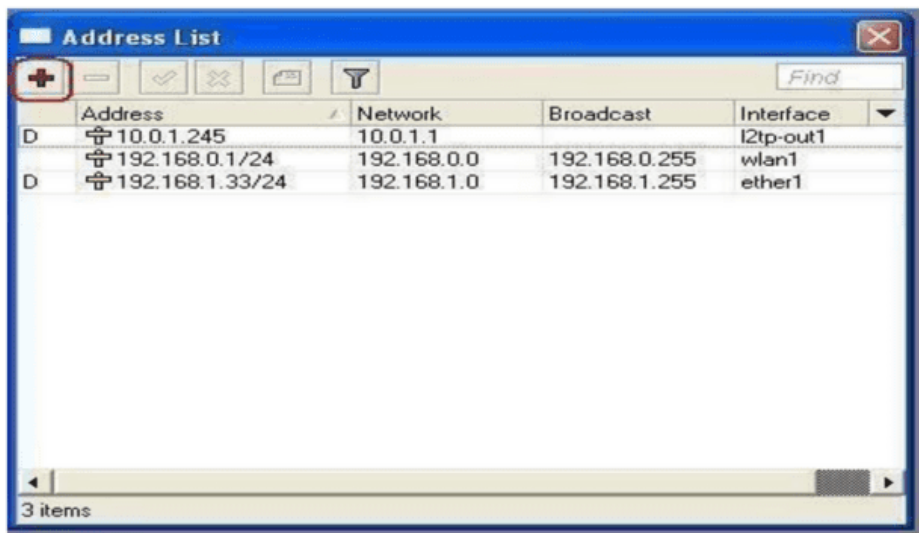 Address List
Find
Address Network Broadcast Interface
D 10.0.1.245 10.0.1.1 l2tp-out1
192.168.0.1/24 192.168.0.0 192.168.0.255 wlan1
D 192.168.1.33/24 192.168.1.0 192.168.1.255 ether1
3 items